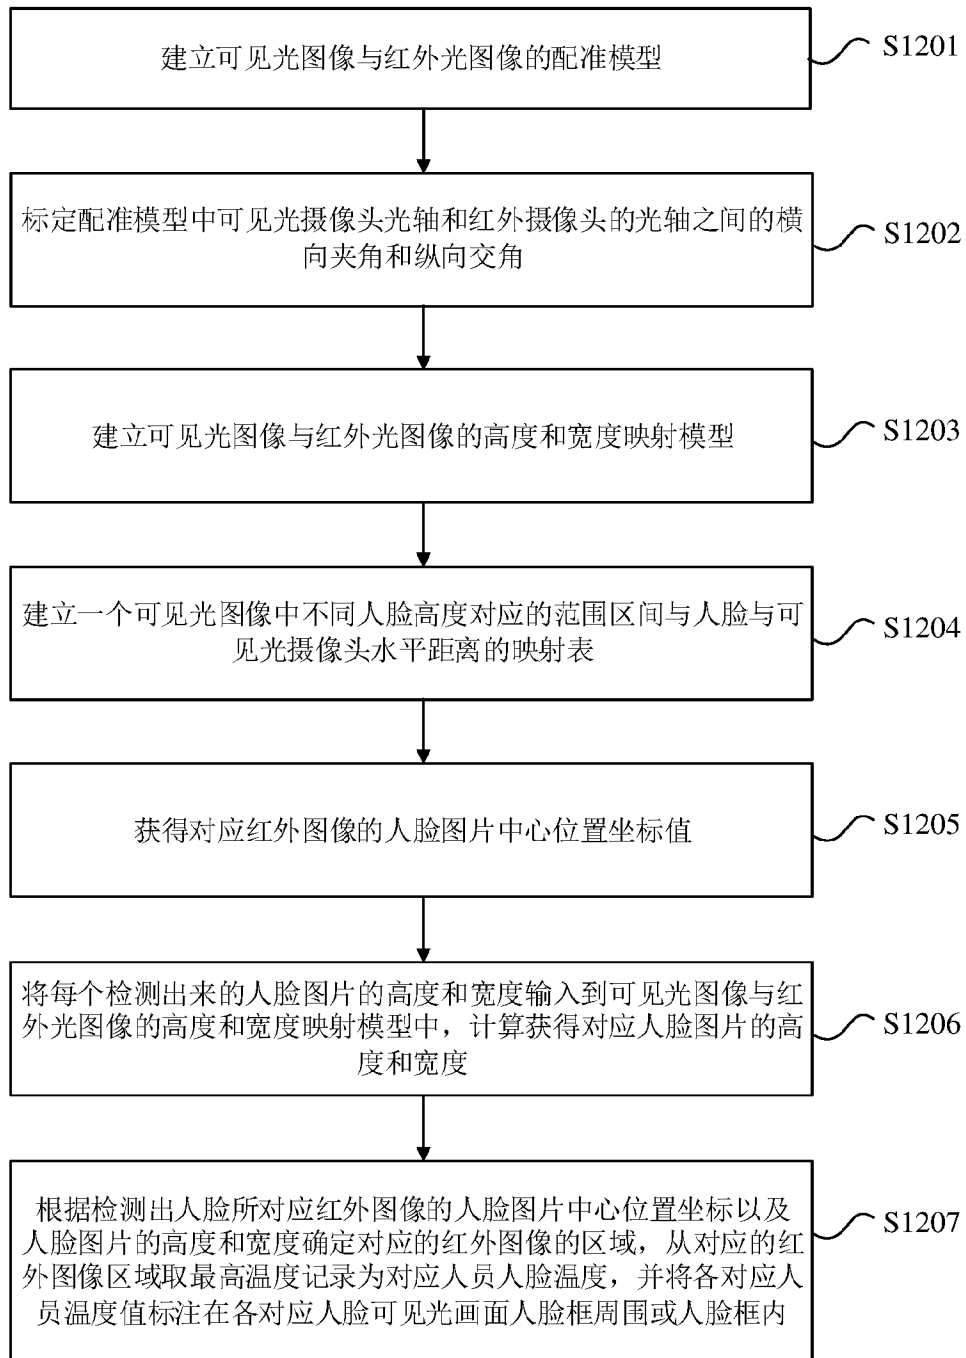 建立可见光图像与红外光图像的配准模型
S1201
标定配准模型中可见光摄像头光轴和红外摄像头的光轴之间的横
向夹角和纵向交角
S1202
建立可见光图像与红外光图像的高度和宽度映射模型
S1203
建立一个可见光图像中不同人脸高度对应的范围区间与人脸与可
见光摄像头水平距离的映射表
S1204
获得对应红外图像的人脸图片中心位置坐标值
S1205
将每个检测出来的人脸图片的高度和宽度输入到可见光图像与红
外光图像的高度和宽度映射模型中，计算获得对应人脸图片的高
度和宽度
S1206
根据检测出人脸所对应红外图像的人脸图片中心位置坐标以及
人脸图片的高度和宽度确定对应的红外图像的区域，从对应的红
外图像区域取最高温度记录为对应人员人脸温度，并将各对应人
员温度值标注在各对应人脸可见光画面人脸框周围或人脸框内
S1207